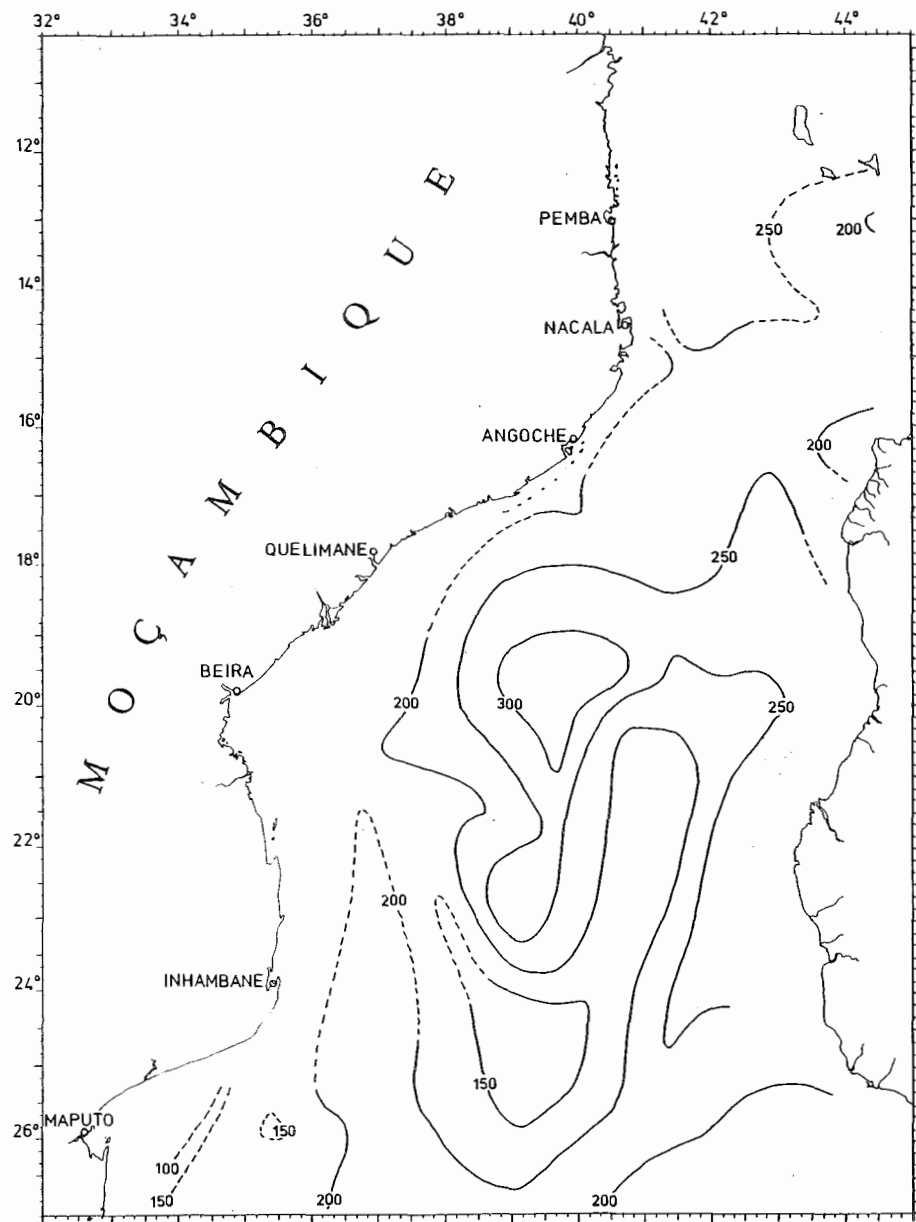 32° 34° 36° 38° 40° 42° 44°
12°
PEMBA
250 200
14°
NACALA
16°
ANGOCHE
200
MOÇAMBIQUE
QUELIMANE
250
18°
BEIRA
20°
200 300 250
22°
200
24°
INHAMBANE
150
MAPUTO
26°
150
100
150 200 200